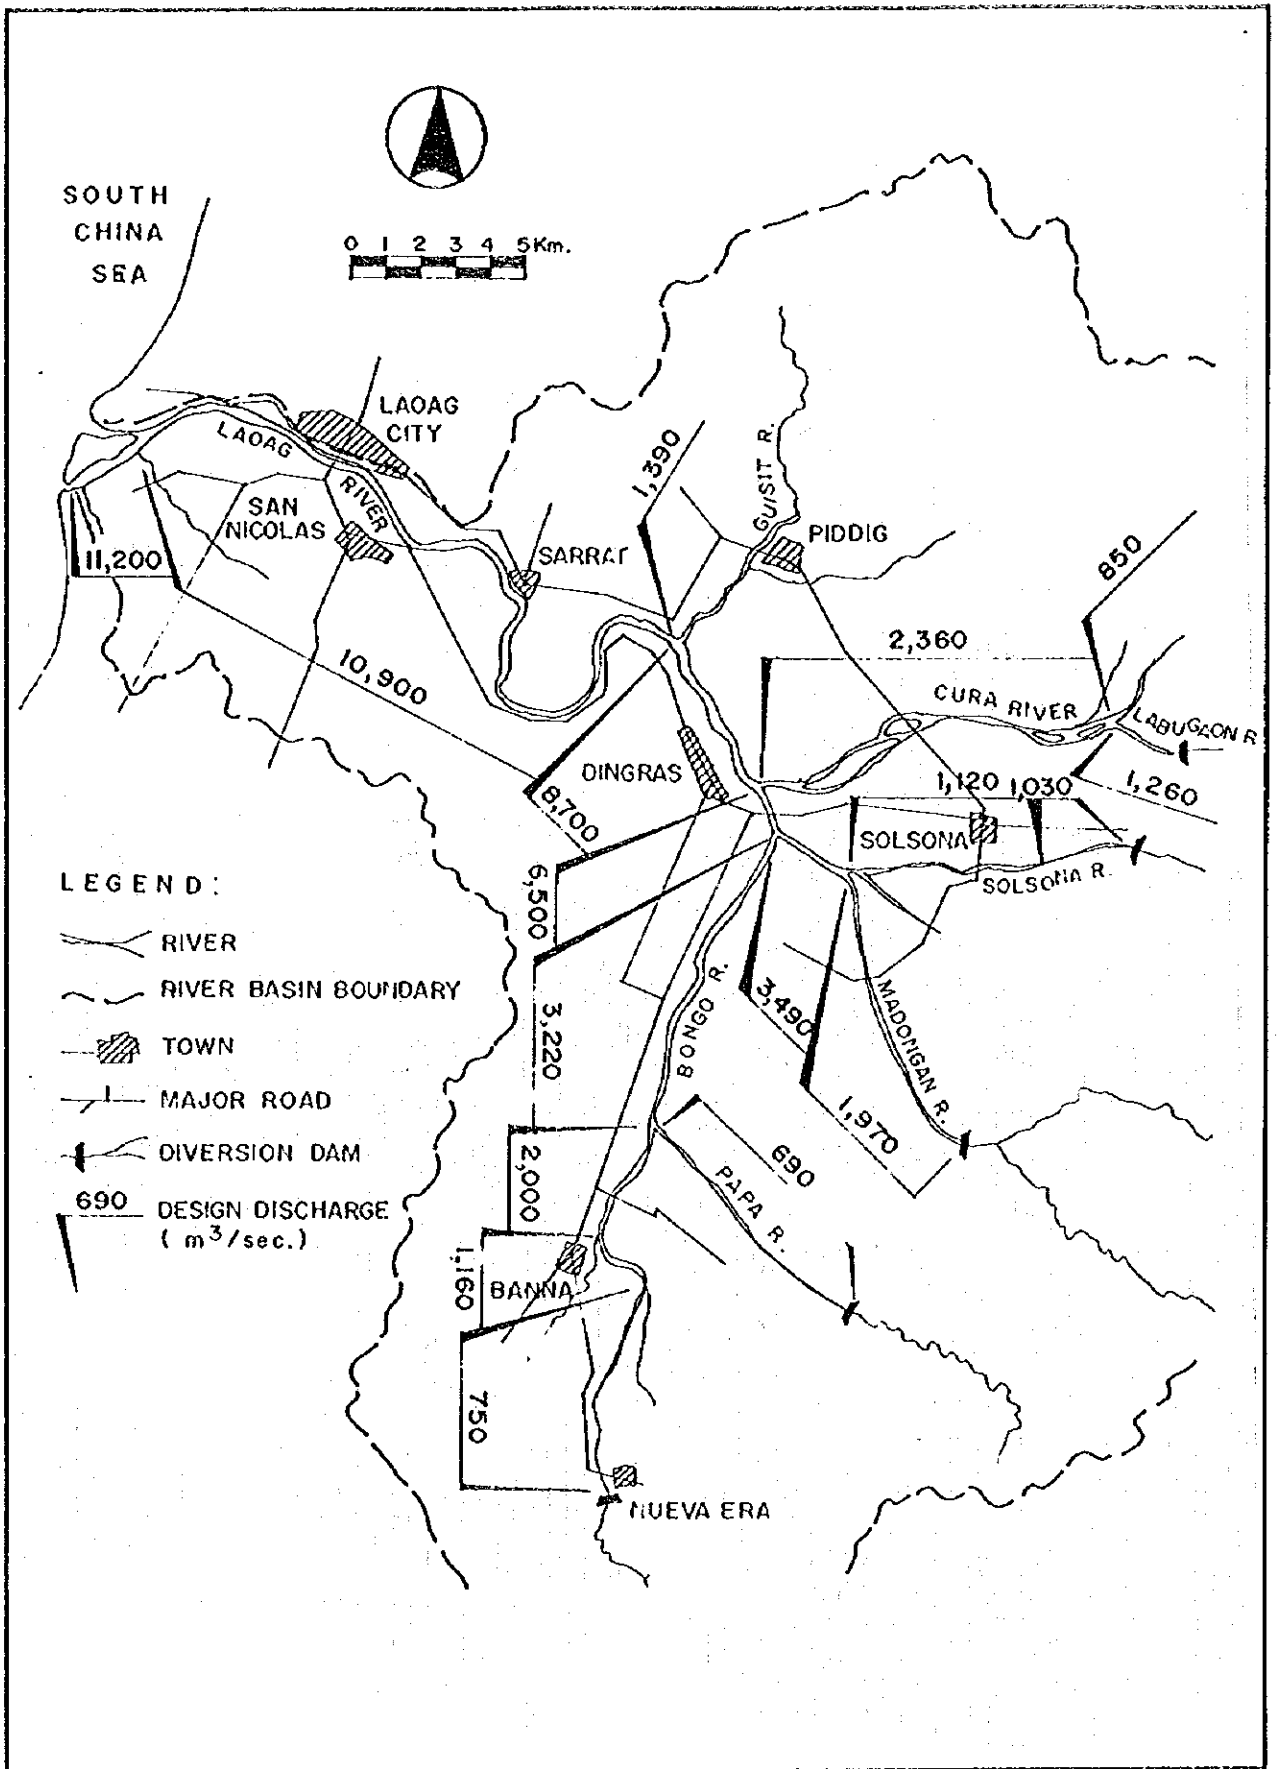 SOUTH
CHINA
SEA
0 1 2 3 4 5Km.
LAOAG
CITY
LAOAG
RIVER
SAN
NICOLAS
SARRAT
1,390
GUISIT R.
PIDDIG
850
11,200
10,900
2,360
CURA RIVER
LABUGAON R
DINGRAS
8,700
1,120
1,030
1,260
SOLSONA
SOLSONA R.
6,500
3,220
BONGO R.
3,490
MADONGAN R.
1,970
690
PAPA R.
2,000
1,160
BANNA
750
NUEVA ERA
LEGEND:
RIVER
RIVER BASIN BOUNDARY
TOWN
MAJOR ROAD
DIVERSION DAM
690 DESIGN DISCHARGE
( m³/sec.)